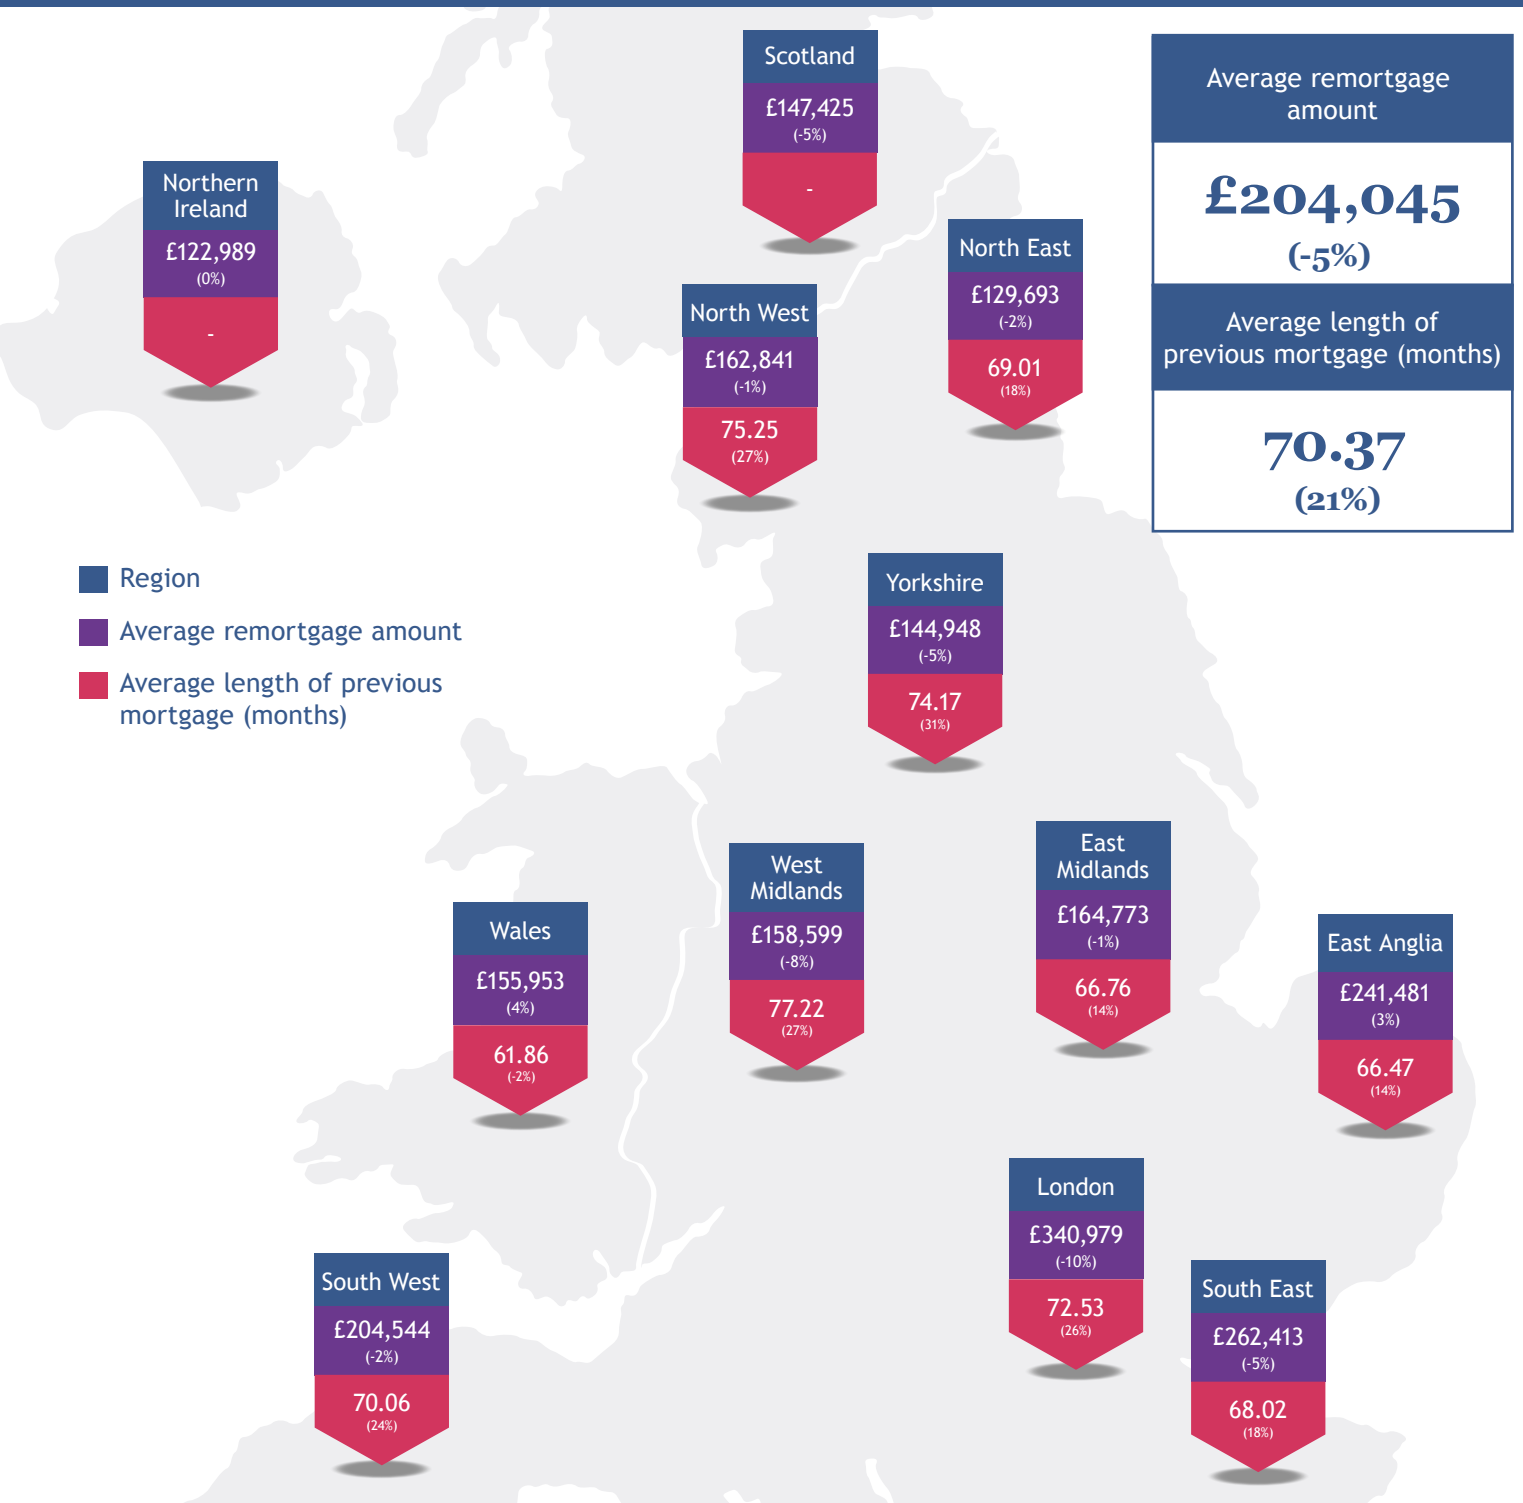 Scotland
£147,425
(-5%)
-
Average remortgage
amount
£204,045
(-5%)
Average length of
previous mortgage (months)
70.37
(21%)
Northern
Ireland
£122,989
(0%)
-
North East
£129,693
(-2%)
69.01
(18%)
North West
£162,841
(-1%)
75.25
(27%)
Region
Average remortgage amount
Average length of previous
mortgage (months)
Yorkshire
£144,948
(-5%)
74.17
(31%)
East
Midlands
£164,773
(-1%)
66.76
(14%)
West
Midlands
£158,599
(-8%)
77.22
(27%)
Wales
£155,953
(4%)
61.86
(-2%)
East Anglia
£241,481
(3%)
66.47
(14%)
London
£340,979
(-10%)
72.53
(26%)
South West
£204,544
(-2%)
70.06
(24%)
South East
£262,413
(-5%)
68.02
(18%)